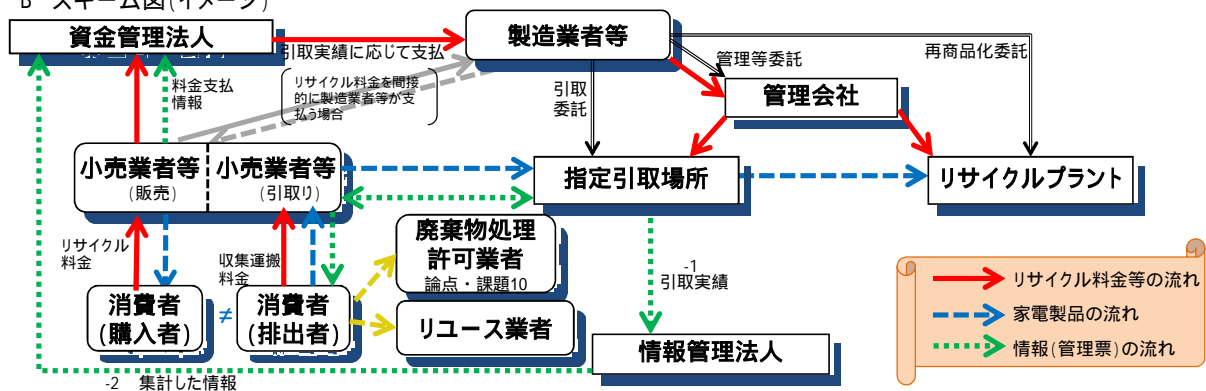 B スキーム図(イメージ)
資金管理法人
引取実績に応じて支払
製造業者等
管理等委託
再商品化委託
料金支払
情報
リサイクル料金を間接
的に製造業者等が支
払う場合
引取
委託
管理会社
小売業者等
(販売)
小売業者等
(引取り)
指定引取場所
リサイクルプラント
リサイクル
料金
収集運搬
料金
廃棄物処理
許可業者
論点・課題10
-1
引取実績
消費者
(購入者)
≠
消費者
(排出者)
リユース業者
情報管理法人
リサイクル料金等の流れ
家電製品の流れ
情報(管理票)の流れ
-2 集計した情報